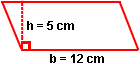 h = 5 cm
b = 12 cm